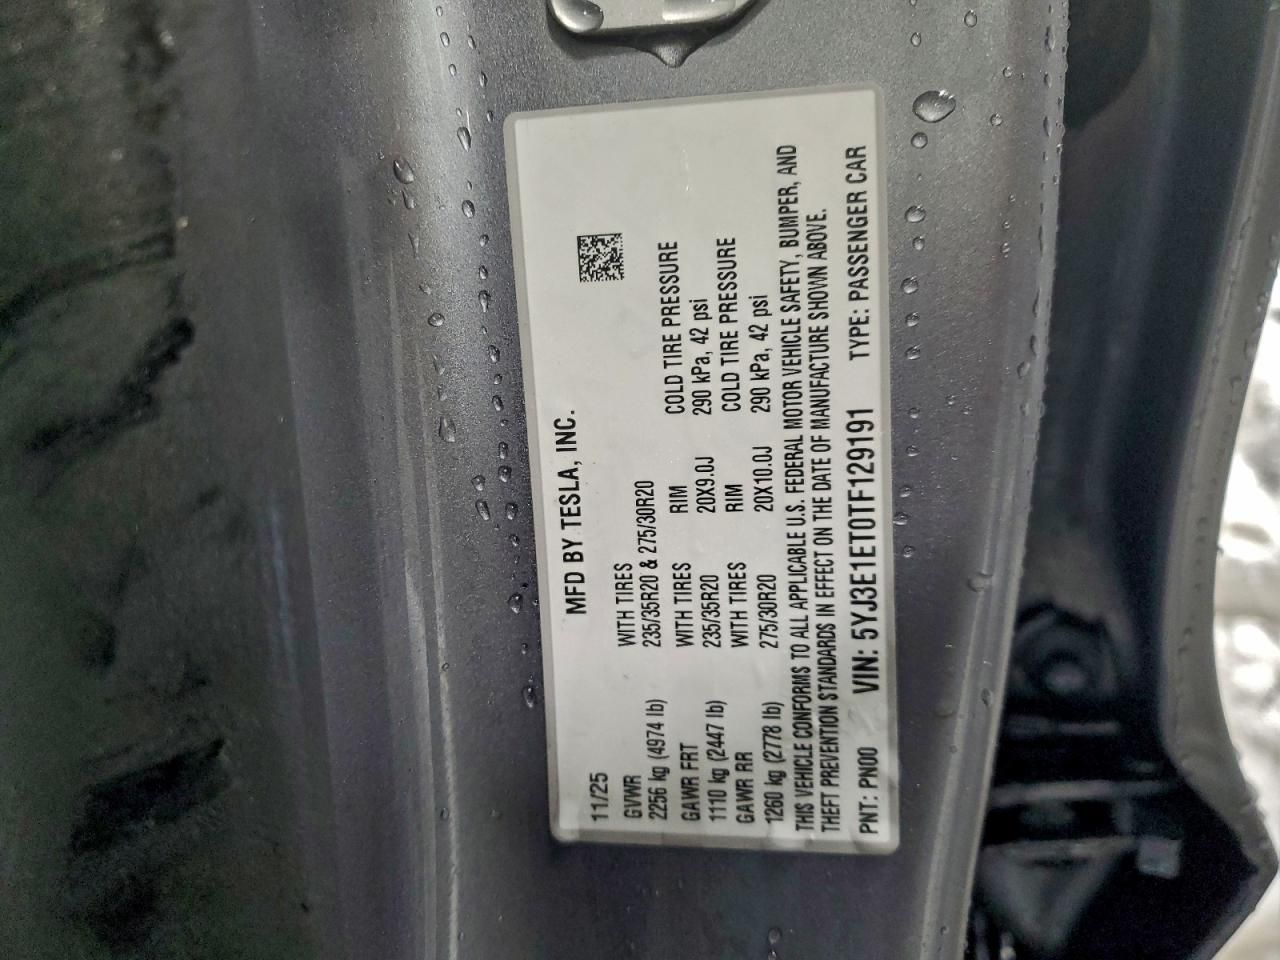 MFD BY TESLA, INC.
11/25
GVWR WITH TIRES
2256 kg (4974 lb) 235/35R20 & 275/30R20
GAWR FRT WITH TIRES RIM COLD TIRE PRESSURE
1110 kg (2447 lb) 235/35R20 20X9.0J 290 kPa, 42 psi
GAWR RR WITH TIRES RIM COLD TIRE PRESSURE
1260 kg (2778 lb) 275/30R20 20X10.0J 290 kPa, 42 psi
THIS VEHICLE CONFORMS TO ALL APPLICABLE U.S. FEDERAL MOTOR VEHICLE SAFETY, BUMPER, AND
THEFT PREVENTION STANDARDS IN EFFECT ON THE DATE OF MANUFACTURE SHOWN ABOVE.
PNT: PN00 VIN: 5YJ3E1ET0TF129191 TYPE: PASSENGER CAR